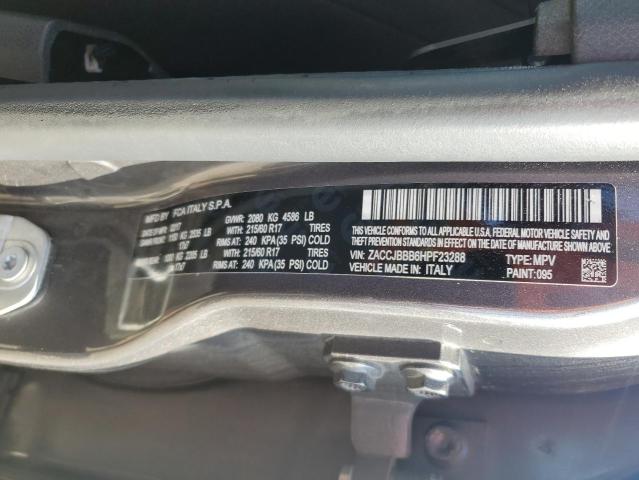 MFD BY FCA ITALY S.P.A.
GVWR: 2080 KG 4586 LB
WITH 215/60 R17 TIRES
RIMS AT: 240 KPA(35 PSI) COLD
WITH 215/60 R17 TIRES
RIMS AT: 240 KPA(35 PSI) COLD
THIS VEHICLE CONFORMS TO ALL
APPLICABLE U.S.A. FEDERAL MOTOR VEHICLE SAFETY
BUMPER AND THEFT PREVENTION STANDARDS IN
EFFECT ON THE DATE OF MANUFACTURE SHOWN ABOVE.
VIN: ZACCJBBB6HPF23288 TYPE: MPV
VEHICLE MADE IN: ITALY PAINT: 095